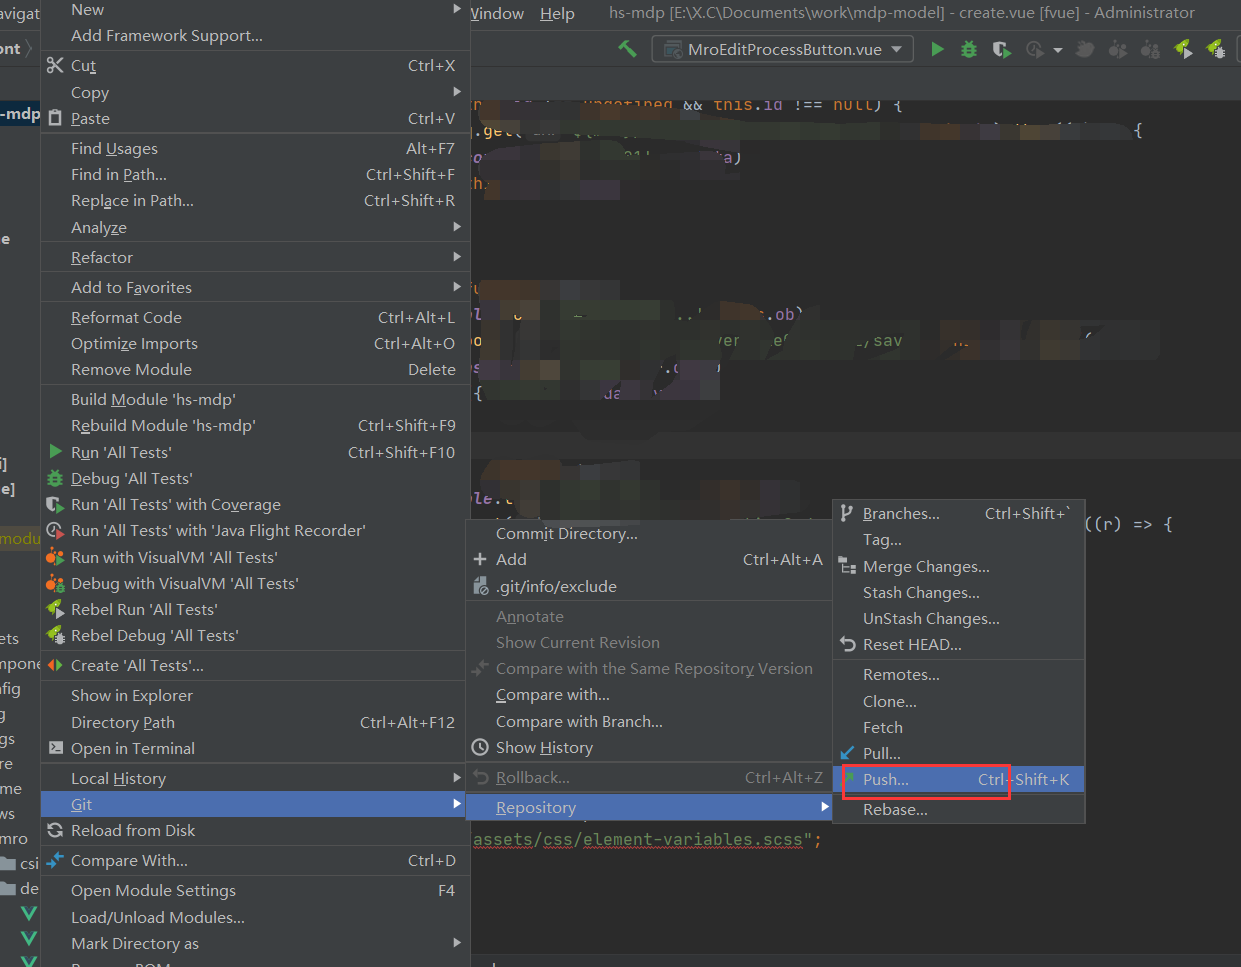 Window Help hs-mdp [E:\X.C\Documents\work\mdp-model] - create.vue [fvue] - Administrator
MroEditProcessButton.vue
-mdp
modu
ets
nfig
gs
re
me
ws
mro
csi
de
New
Add Framework Support...
Cut Ctrl+X
Copy
Paste Ctrl+V
Find Usages Alt+F7
Find in Path... Ctrl+Shift+F
Replace in Path... Ctrl+Shift+R
Analyze
Refactor
Add to Favorites
Reformat Code Ctrl+Alt+L
Optimize Imports Ctrl+Alt+O
Remove Module Delete
Build Module 'hs-mdp'
Rebuild Module 'hs-mdp' Ctrl+Shift+F9
Run 'All Tests' Ctrl+Shift+F10
Debug 'All Tests'
Run 'All Tests' with Coverage
Run 'All Tests' with 'Java Flight Recorder'
Run with VisualVM 'All Tests'
Debug with VisualVM 'All Tests'
Rebel Run 'All Tests'
Rebel Debug 'All Tests'
Create 'All Tests'...
Show in Explorer
Directory Path Ctrl+Alt+F12
Open in Terminal
Local History
Git
Reload from Disk
Compare With... Ctrl+D
Open Module Settings F4
Load/Unload Modules...
Mark Directory as
undefined && this.id !== null) {
.get( {
((r) => {
assets/css/element-variables.scss";
Commit Directory...
Add Ctrl+Alt+A
.git/info/exclude
Annotate
Show Current Revision
Compare with the Same Repository Version
Compare with...
Compare with Branch...
Show History
Rollback... Ctrl+Alt+Z
Repository
Branches... Ctrl+Shift+`
Tag...
Merge Changes...
Stash Changes...
UnStash Changes...
Reset HEAD...
Remotes...
Clone...
Fetch
Pull...
Push... Ctrl+Shift+K
Rebase...